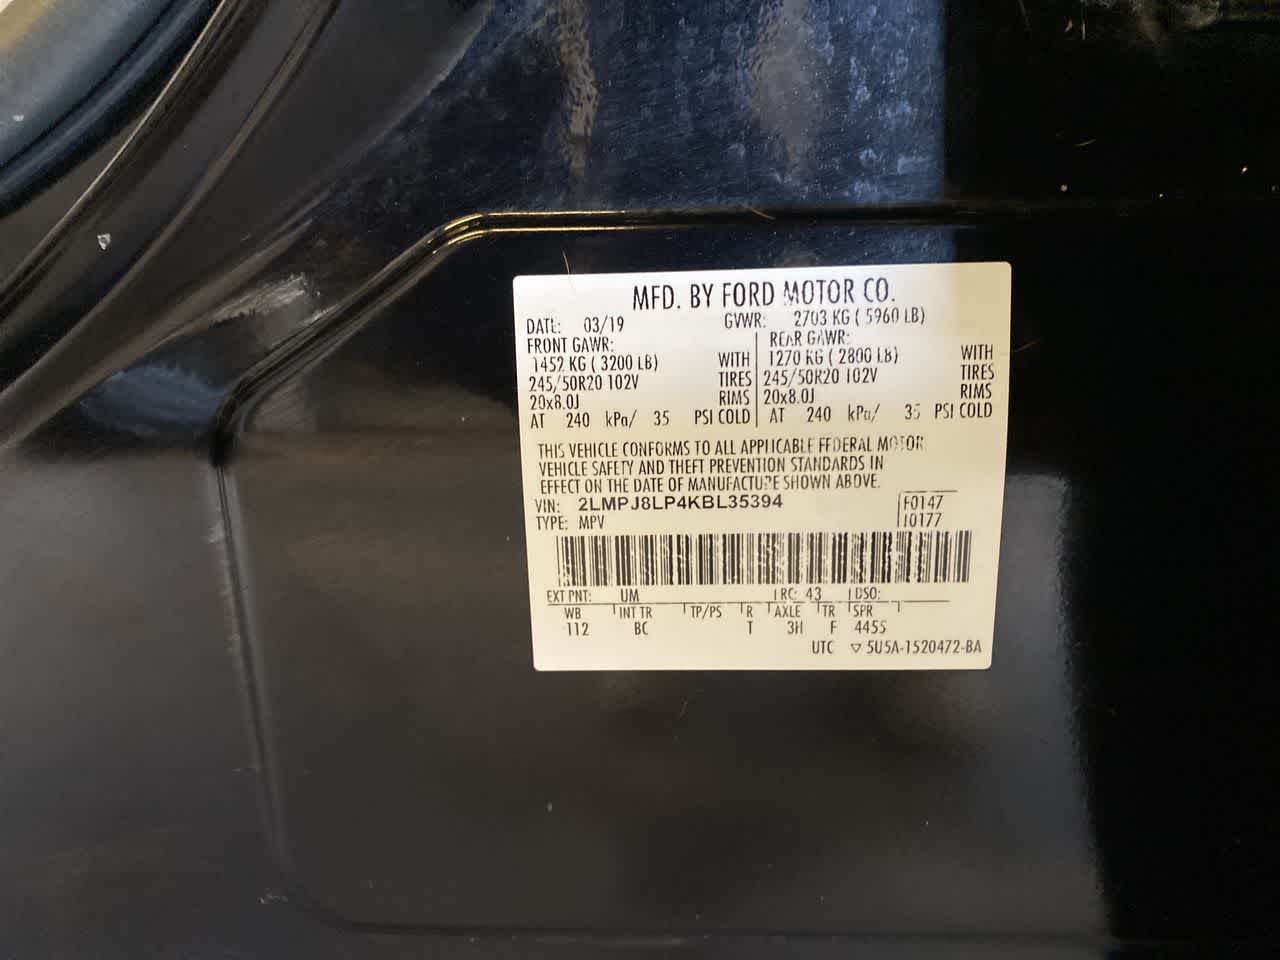 MFD. BY FORD MOTOR CO.
DATE: 03/19 GVWR: 2703 KG ( 5960 LB)
FRONT GAWR: REAR GAWR:
1452 KG ( 3200 LB) WITH 1270 KG ( 2800 LB) WITH
245/50R20 102V TIRES 245/50R20 102V TIRES
20x8.0J RIMS 20x8.0J RIMS
AT 240 kPa/ 35 PSI COLD AT 240 kPa/ 35 PSI COLD
THIS VEHICLE CONFORMS TO ALL APPLICABLE FEDERAL MOTOR
VEHICLE SAFETY AND THEFT PREVENTION STANDARDS IN
EFFECT ON THE DATE OF MANUFACTURE SHOWN ABOVE.
VIN: 2LMPJ8LP4KBL35394 F0147
TYPE: MPV 10177
EXT PNT: UM RC: 43 DSO:
WB INT TR TP/PS R AXLE TR SPR
112 BC T 3H F 445S
UTC ▽ 5U5A-1520472-BA